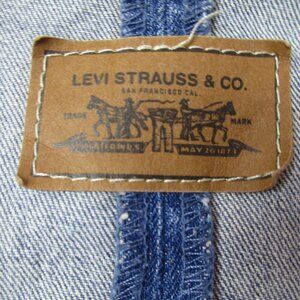 LEVI STRAUSS & CO.
SAN FRANCISCO CAL.
TRADE MARK
MAY 20 1873